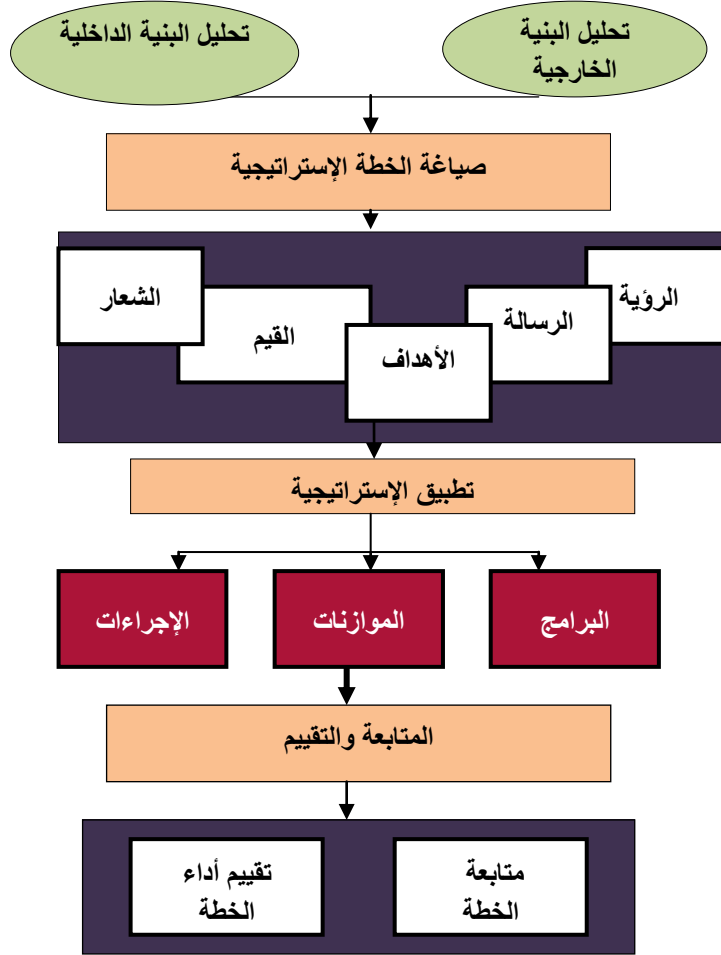 تحليل البنية
الخارجية
تحليل البنية الداخلية
صياغة الخطة الإستراتيجية
الرؤية
الرسالة
الأهداف
القيم
الشعار
تطبيق الإستراتيجية
البرامج
الموازنات
الإجراءات
المتابعة والتقييم
متابعة
الخطة
تقييم أداء
الخطة